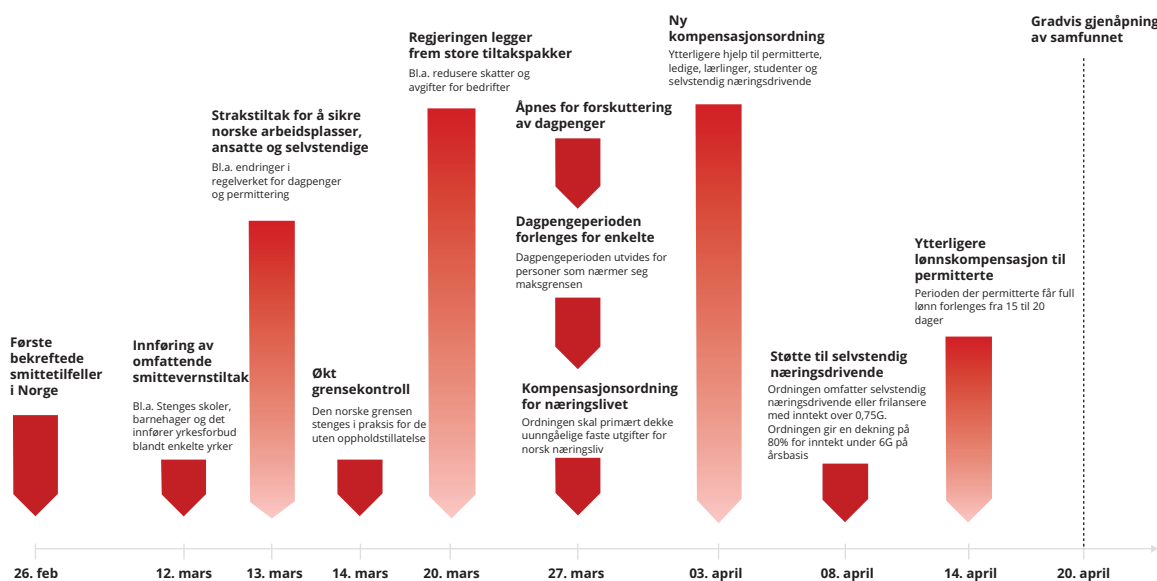 Første
bekreftede
smittetilfeller
i Norge
Innføring av
omfattende
smittevernstiltak
Bl.a. Stenges skoler,
barnehager og det
innfører yrkesforbud
blandt enkelte yrker
Strakstiltak for å sikre
norske arbeidsplasser,
ansatte og selvstendige
Bl.a. endringer i
regelverket for dagpenger
og permittering
Økt
grensekontroll
Den norske grensen
stenges i praksis for de
uten oppholdstillatelse
Regjeringen legger
frem store tiltakspakker
Bl.a. redusere skatter og
avgifter for bedrifter
Åpnes for forskuttering
av dagpenger
Dagpengeperioden
forlenges for enkelte
Dagpengeperioden utvides for
personer som nærmer seg
maksgrensen
Kompensasjonsordning
for næringslivet
Ordningen skal primært dekke
uunngåelige faste utgifter for
norsk næringsliv
Ny
kompensasjonsordning
Ytterligere hjelp til permitterte,
ledige, lærlinger, studenter og
selvstendig næringsdrivende
Støtte til selvstendig
næringsdrivende
Ordningen omfatter selvstendig
næringsdrivende eller frilansere
med inntekt over 0,75G.
Ordningen gir en dekning på
80% for inntekt under 6G på
årsbasis
Ytterligere
lønnskompensasjon til
permitterte
Perioden der permitterte får full
lønn forlenges fra 15 til 20
dager
Gradvis gjenåpning
av samfunnet
26. feb
12. mars
13. mars
14. mars
20. mars
27. mars
03. april
08. april
14. april
20. april